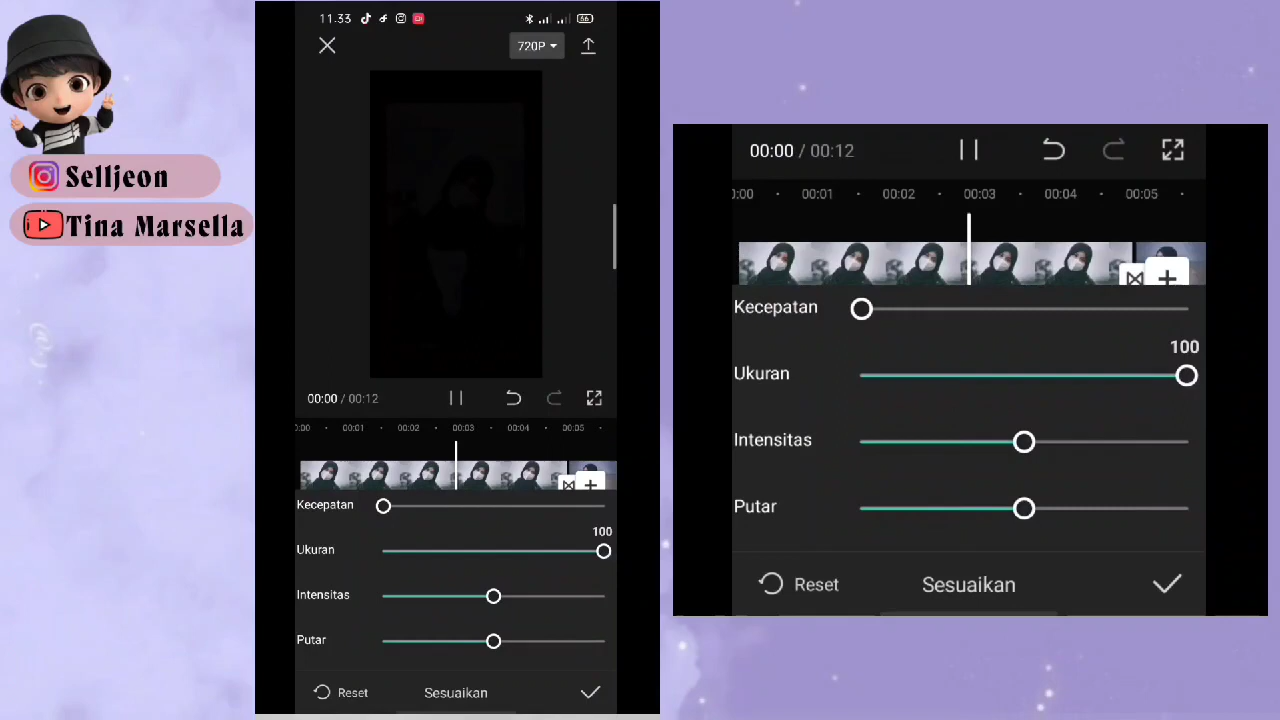 Selljeon
Tina Marsella
11.33
86
720P
00:00 / 00:12
:00 00:01 00:02 00:03 00:04 00:05
Kecepatan
100
Ukuran
Intensitas
Putar
Reset Sesuaikan
00:00 / 00:12
0:00 00:01 00:02 00:03 00:04 00:05
Kecepatan
100
Ukuran
Intensitas
Putar
Reset Sesuaikan